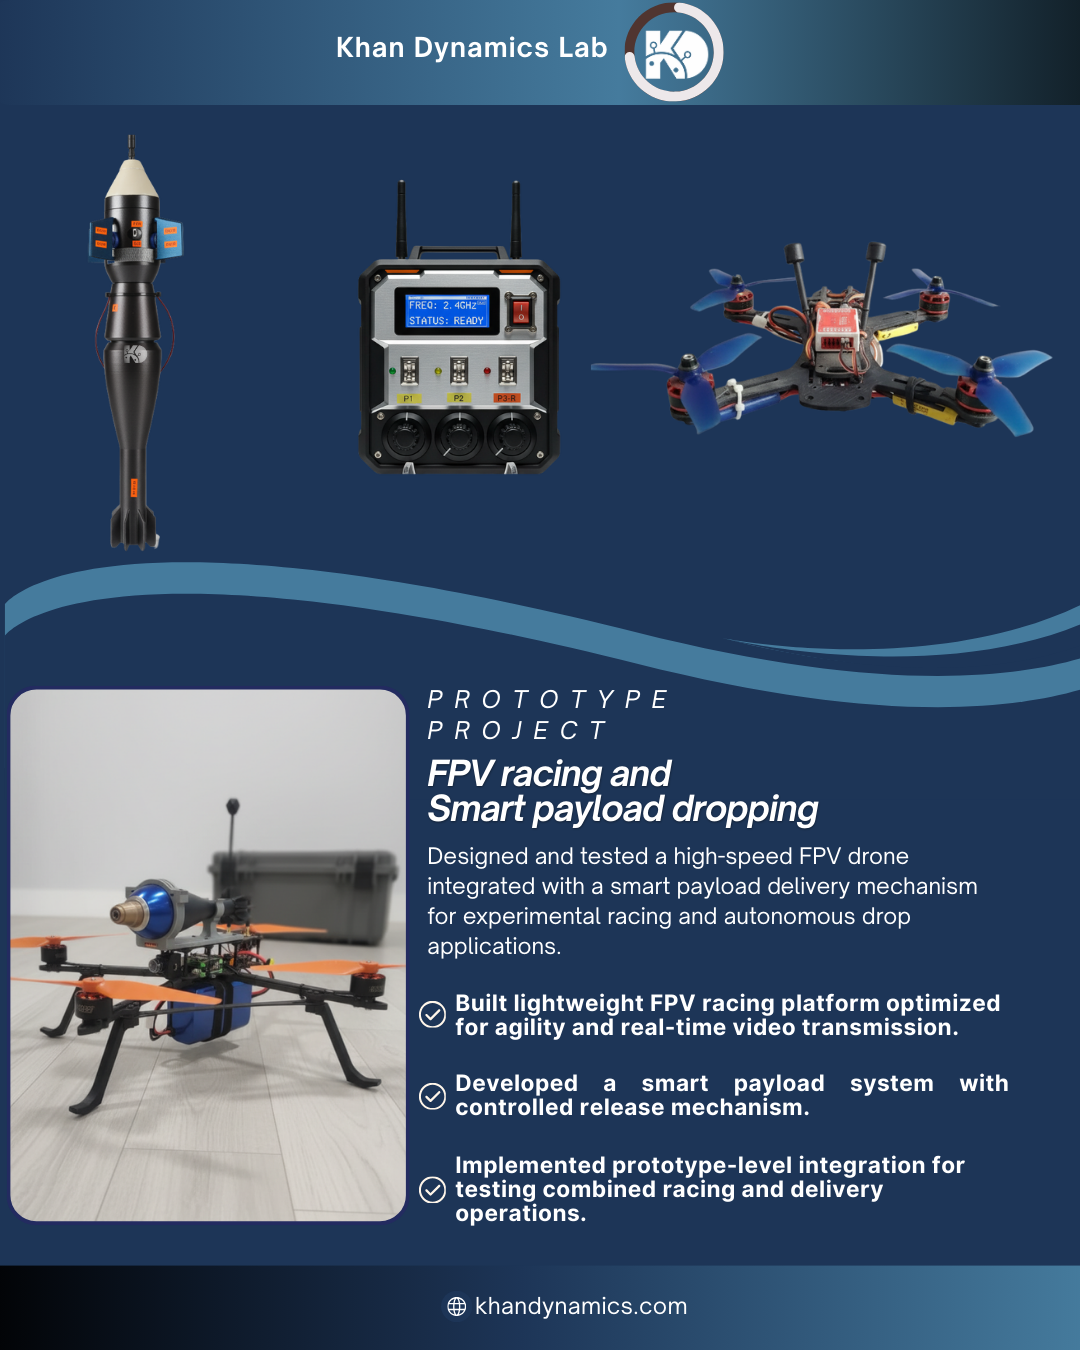 Khan Dynamics Lab
KD
FREQ: 2.4GHz
STATUS: READY
P1 P2 P3-R
KD
PROTOTYPE
PROJECT
FPV racing and
Smart payload dropping
Designed and tested a high-speed FPV drone
integrated with a smart payload delivery mechanism
for experimental racing and autonomous drop
applications.
Built lightweight FPV racing platform optimized
for agility and real-time video transmission.
Developed a smart payload system with
controlled release mechanism.
Implemented prototype-level integration for
testing combined racing and delivery
operations.
khandynamics.com